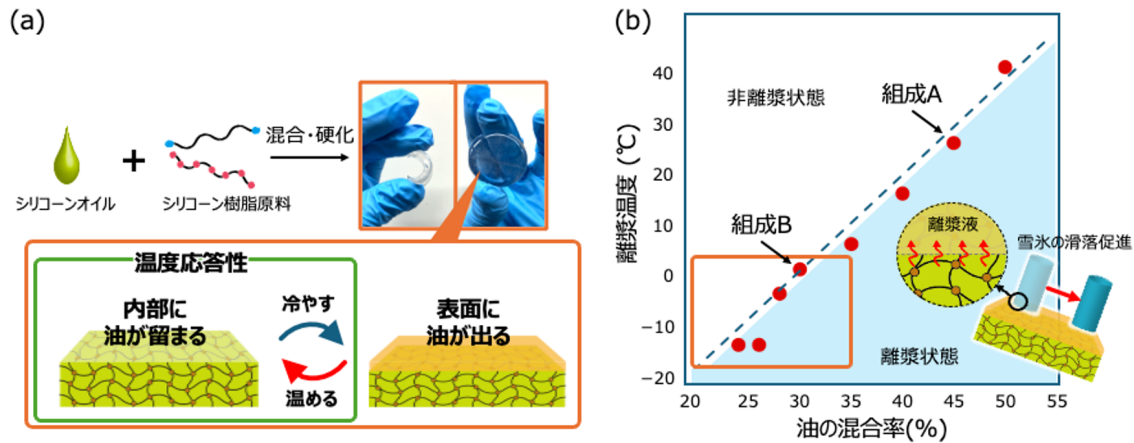 (a)
シリコーンオイル
+
シリコーン樹脂原料
混合・硬化
温度応答性
内部に
油が留まる
冷やす
温める
表面に
油が出る
(b)
離漿温度 (℃)
40
30
20
10
0
−10
−20
非離漿状態
組成A
組成B
離漿液
雪氷の滑落促進
離漿状態
20
25
30
35
40
45
50
55
油の混合率(%)